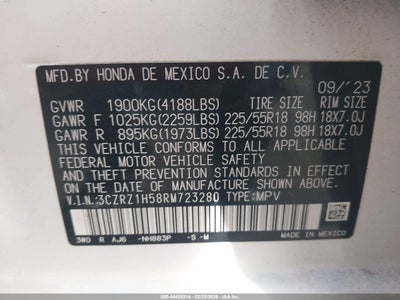 MFD.BY HONDA DE MEXICO S.A. DE C.V.
09/'23
GVWR 1900KG(4188LBS) TIRE SIZE RIM SIZE
GAWR F 1025KG(2259LBS) 225/55R18 98H 18X7.0J
GAWR R 895KG(1973LBS) 225/55R18 98H 18X7.0J
THIS VEHICLE CONFORMS TO ALL APPLICABLE
FEDERAL MOTOR VEHICLE SAFETY AND
THEFT PREVENTION STANDARDS IN EFFECT
ON THE DATE OF MANUFACTURE SHOWN ABOVE.
V.I.N:3CZRZ1H58RM723280 TYPE:MPV
3WO R AJ6 -NH883P -S -M